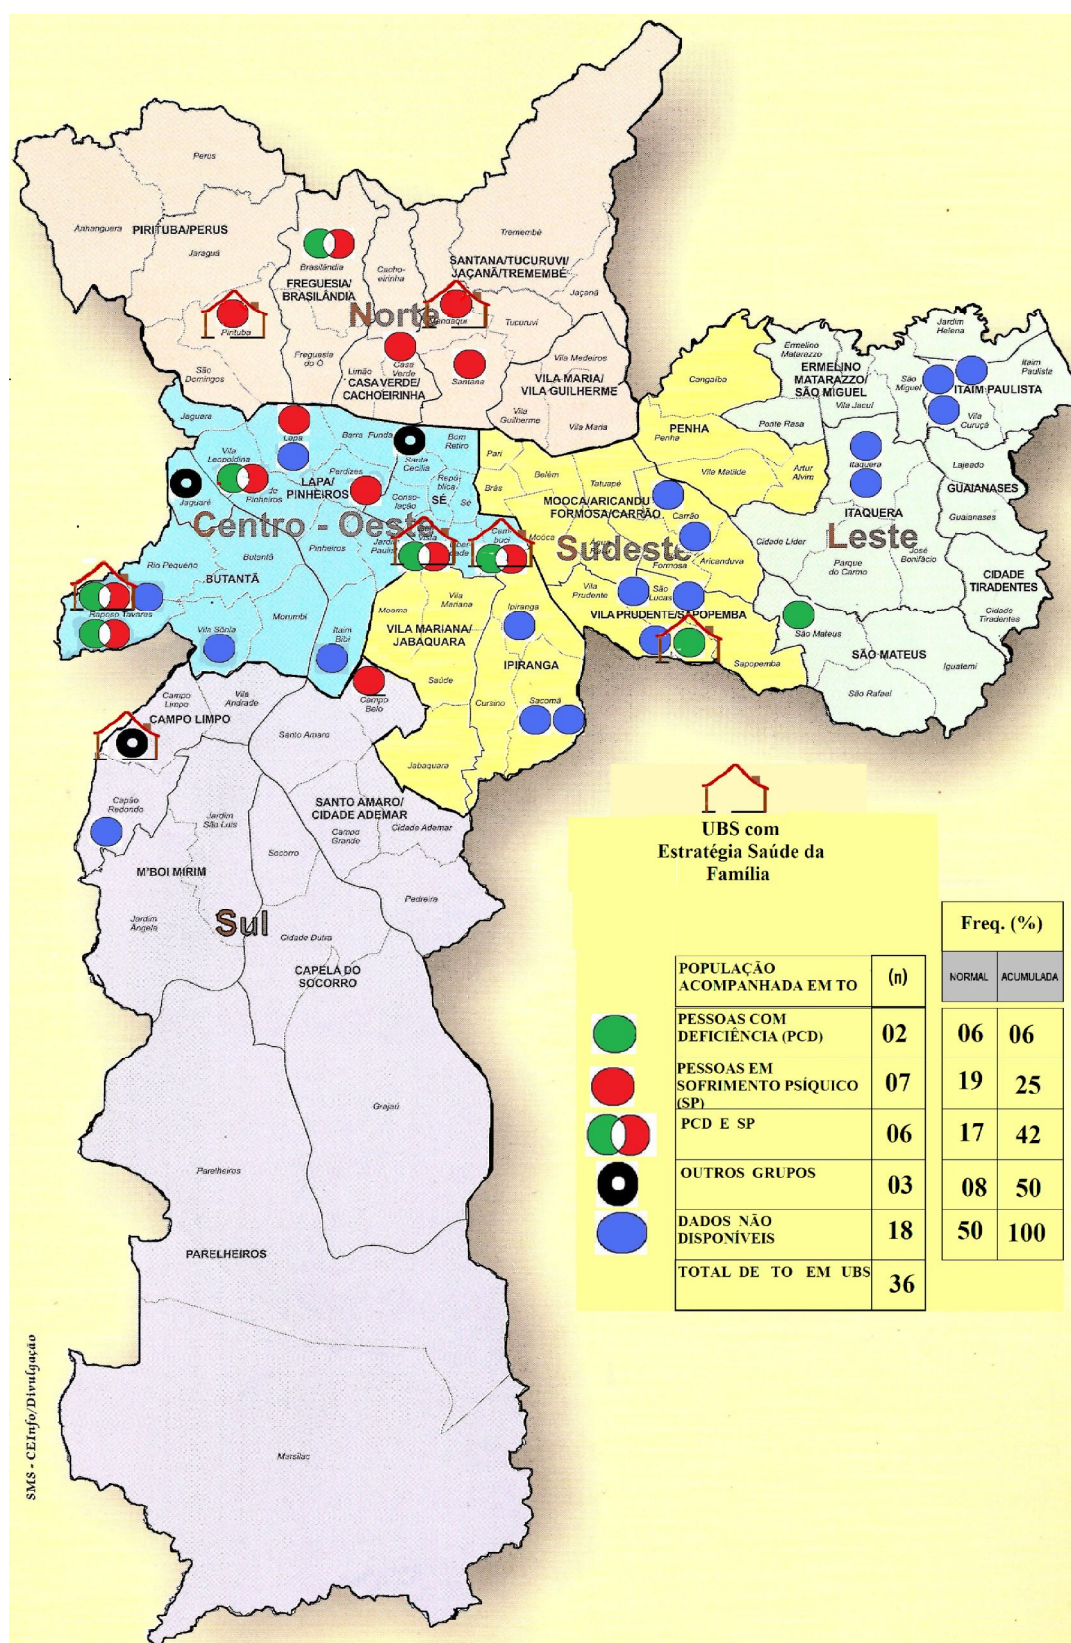 Perus
Anhanguera
PIRITUBA/PERUS
Jaraguá
Brasilândia
FREGUESIA/
BRASILÂNDIA
Cacho-
eirinha
Tremembé
SANTANA/TUCURUVI/
JAÇANÃ/TREMEMBÉ
Jaçanã
Norte
Pirituba
Tucuruvi
São
Domingos
Freguesia
do Ó
Limão
Casa
Verde
CASA VERDE/
CACHOEIRINHA
Santana
Vila Medeiros
VILA MARIA/
VILA GUILHERME
Vila
Guilherme
Vila Maria
Jaguara
Vila
Leopoldina
Lapa
Barra Funda
Santa
Cecília
Bom
Retiro
Perdizes
LAPA/
PINHEIROS
Jaguaré
Pinheiros
Conso-
lação
Repú-
blica
SÉ
Sé
Centro - Oeste
Pinheiros
Butantã
Rio Pequeno
BUTANTÃ
Raposo Tavares
Vila Sônia
Morumbi
Itaim
Bibi
Cangaíba
PENHA
Penha
Vila Matilde
Artur
Alvim
Pari
Brás
Belém
Tatuapé
MOOCA/ARICANDU
FORMOSA/CARRÃO
Carrão
Moóca
Sudeste
Formosa
Aricanduva
Vila
Prudente
São
Lucas
VILA PRUDENTE/SAPOPEMBA
Sapopemba
Moema
Vila
Mariana
VILA MARIANA/
JABAQUARA
Ipiranga
IPIRANGA
Saúde
Cursino
Sacomã
Jabaquara
Ermelino
Matarazzo
ERMELINO
MATARAZZO/
SÃO MIGUEL
Vila Jacuí
Ponte Rasa
Jardim
Helena
São
Miguel
Itaim
Paulista
ITAIM PAULISTA
Vila
Curuçá
Itaquera
ITAQUERA
Lajeado
GUAIANASES
Guaianases
Cidade Líder
Leste
Parque
do Carmo
José
Bonifácio
CIDADE
TIRADENTES
Cidade
Tiradentes
São Mateus
SÃO MATEUS
Iguatemi
São Rafael
Campo
Limpo
Vila
Andrade
CAMPO LIMPO
Campo
Belo
Santo Amaro
Capão
Redondo
Jardim
São Luis
SANTO AMARO/
CIDADE ADEMAR
Campo
Grande
Cidade Ademar
Socorro
M'BOI MIRIM
Pedreira
Jardim
Ângela
Sul
Cidade Dutra
CAPELA DO
SOCORRO
Grajaú
Parelheiros
PARELHEIROS
Marsilac
UBS com
Estratégia Saúde da
Família
Freq. (%)
POPULAÇÃO
ACOMPANHADA EM TO (n) NORMAL ACUMULADA
PESSOAS COM
DEFICIÊNCIA (PCD) 02 06 06
PESSOAS EM
SOFRIMENTO PSÍQUICO
(SP) 07 19 25
PCD E SP 06 17 42
OUTROS GRUPOS 03 08 50
DADOS NÃO
DISPONÍVEIS 18 50 100
TOTAL DE TO EM UBS 36
SMS - CEInfo/Divulgação